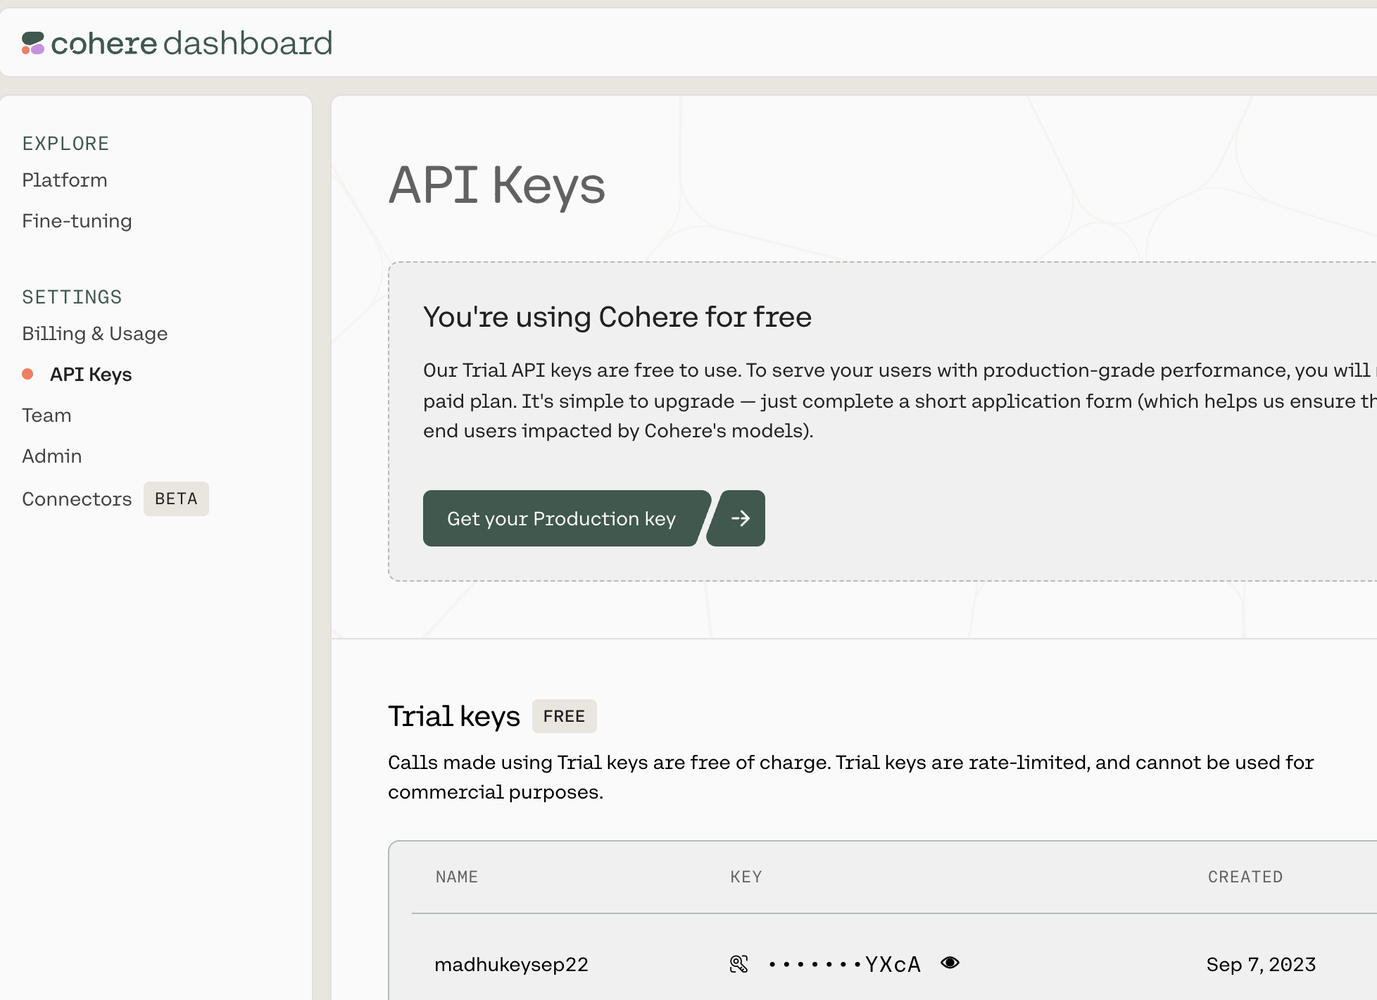 cohere dashboard
EXPLORE
Platform
Fine-tuning
SETTINGS
Billing & Usage
API Keys
Team
Admin
Connectors BETA
API Keys
You're using Cohere for free
Our Trial API keys are free to use. To serve your users with production-grade performance, you will
paid plan. It's simple to upgrade — just complete a short application form (which helps us ensure
end users impacted by Cohere's models).
Get your Production key
Trial keys FREE
Calls made using Trial keys are free of charge. Trial keys are rate-limited, and cannot be used for
commercial purposes.
NAME KEY CREATED
madhukeysep22 •••••••YXcA Sep 7, 2023